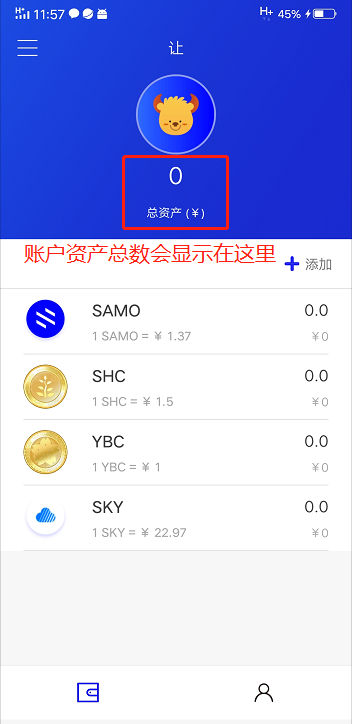 11:57
45%
让
0
总资产 (¥)
账户资产总数会显示在这里
添加
SAMO 0.0
1 SAMO = ¥ 1.37 ¥0
SHC 0.0
1 SHC = ¥ 1.5 ¥0
YBC 0.0
1 YBC = ¥ 1 ¥0
SKY 0.0
1 SKY = ¥ 22.97 ¥0